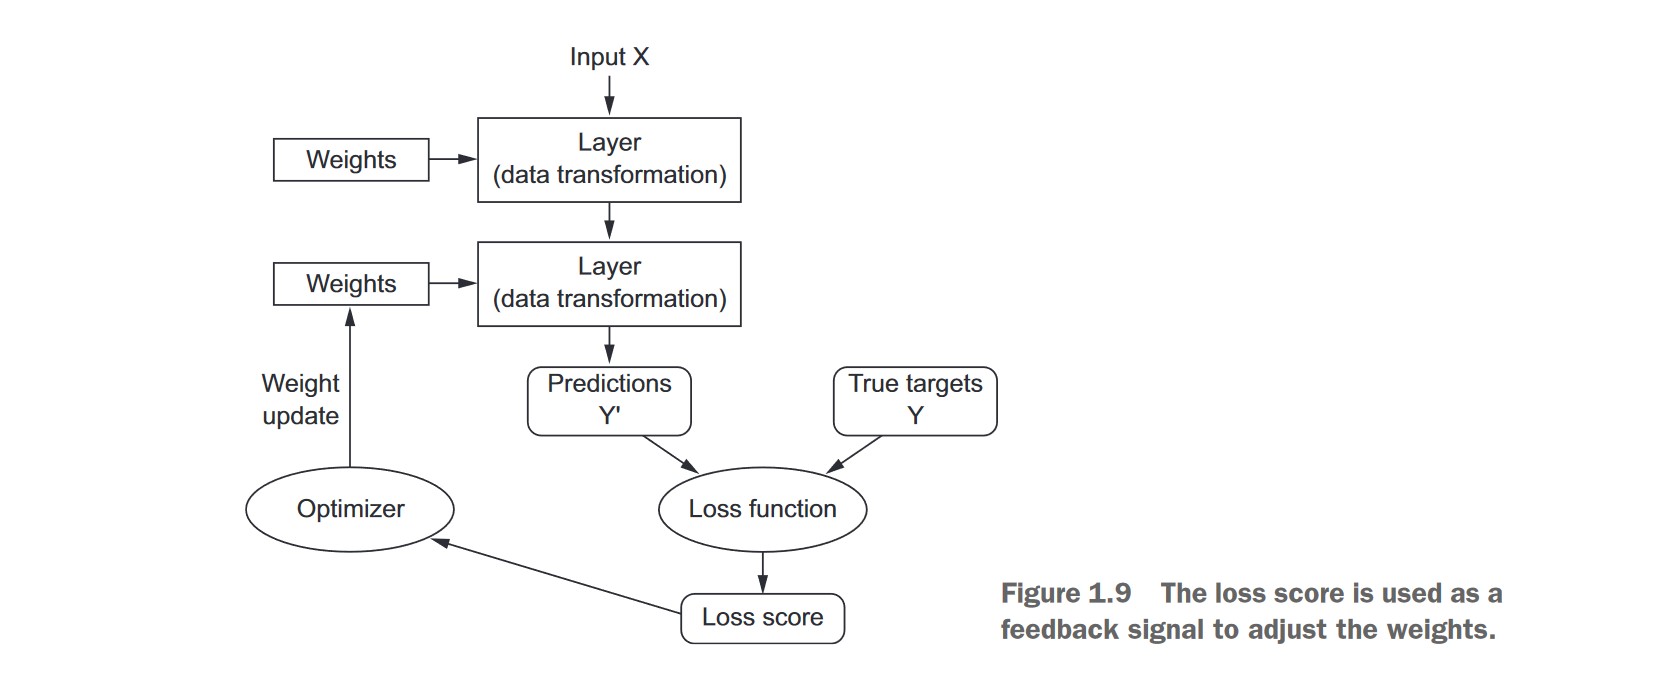 Input X
Weights
Layer
(data transformation)
Weights
Layer
(data transformation)
Weight
update
Predictions
Y'
True targets
Y
Optimizer
Loss function
Loss score
Figure 1.9 The loss score is used as a
feedback signal to adjust the weights.